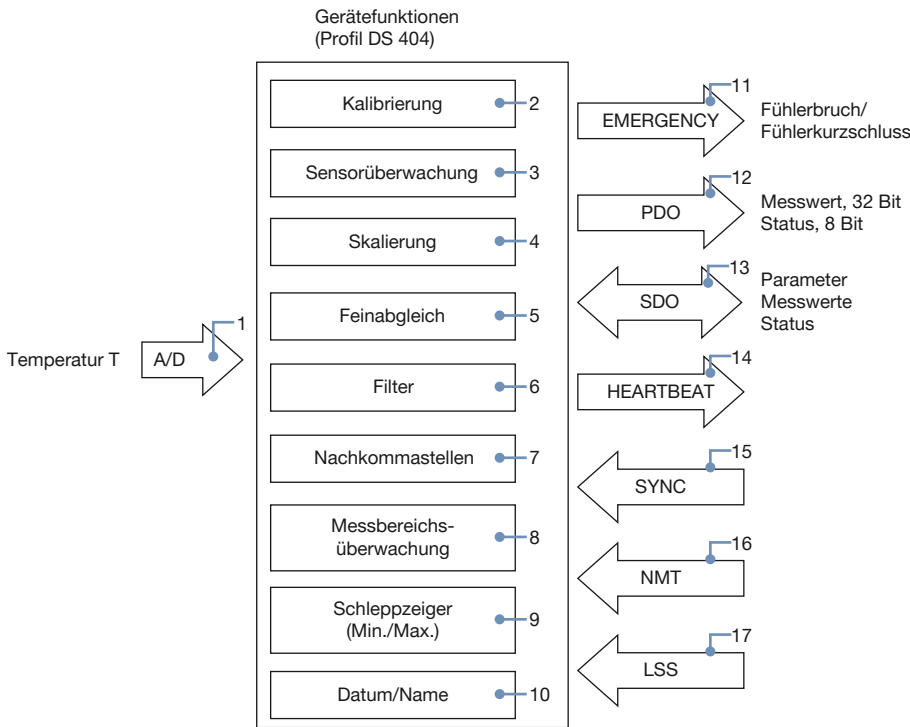 Gerätefunktionen
(Profil DS 404)
Temperatur T
A/D
1
Kalibrierung
2
Sensorüberwachung
3
Skalierung
4
Feinabgleich
5
Filter
6
Nachkommastellen
7
Messbereichs-
überwachung
8
Schleppzeiger
(Min./Max.)
9
Datum/Name
10
11
EMERGENCY
Fühlerbruch/
Fühlerkurzschluss
12
PDO
Messwert, 32 Bit
Status, 8 Bit
13
SDO
Parameter
Messwerte
Status
14
HEARTBEAT
15
SYNC
16
NMT
17
LSS